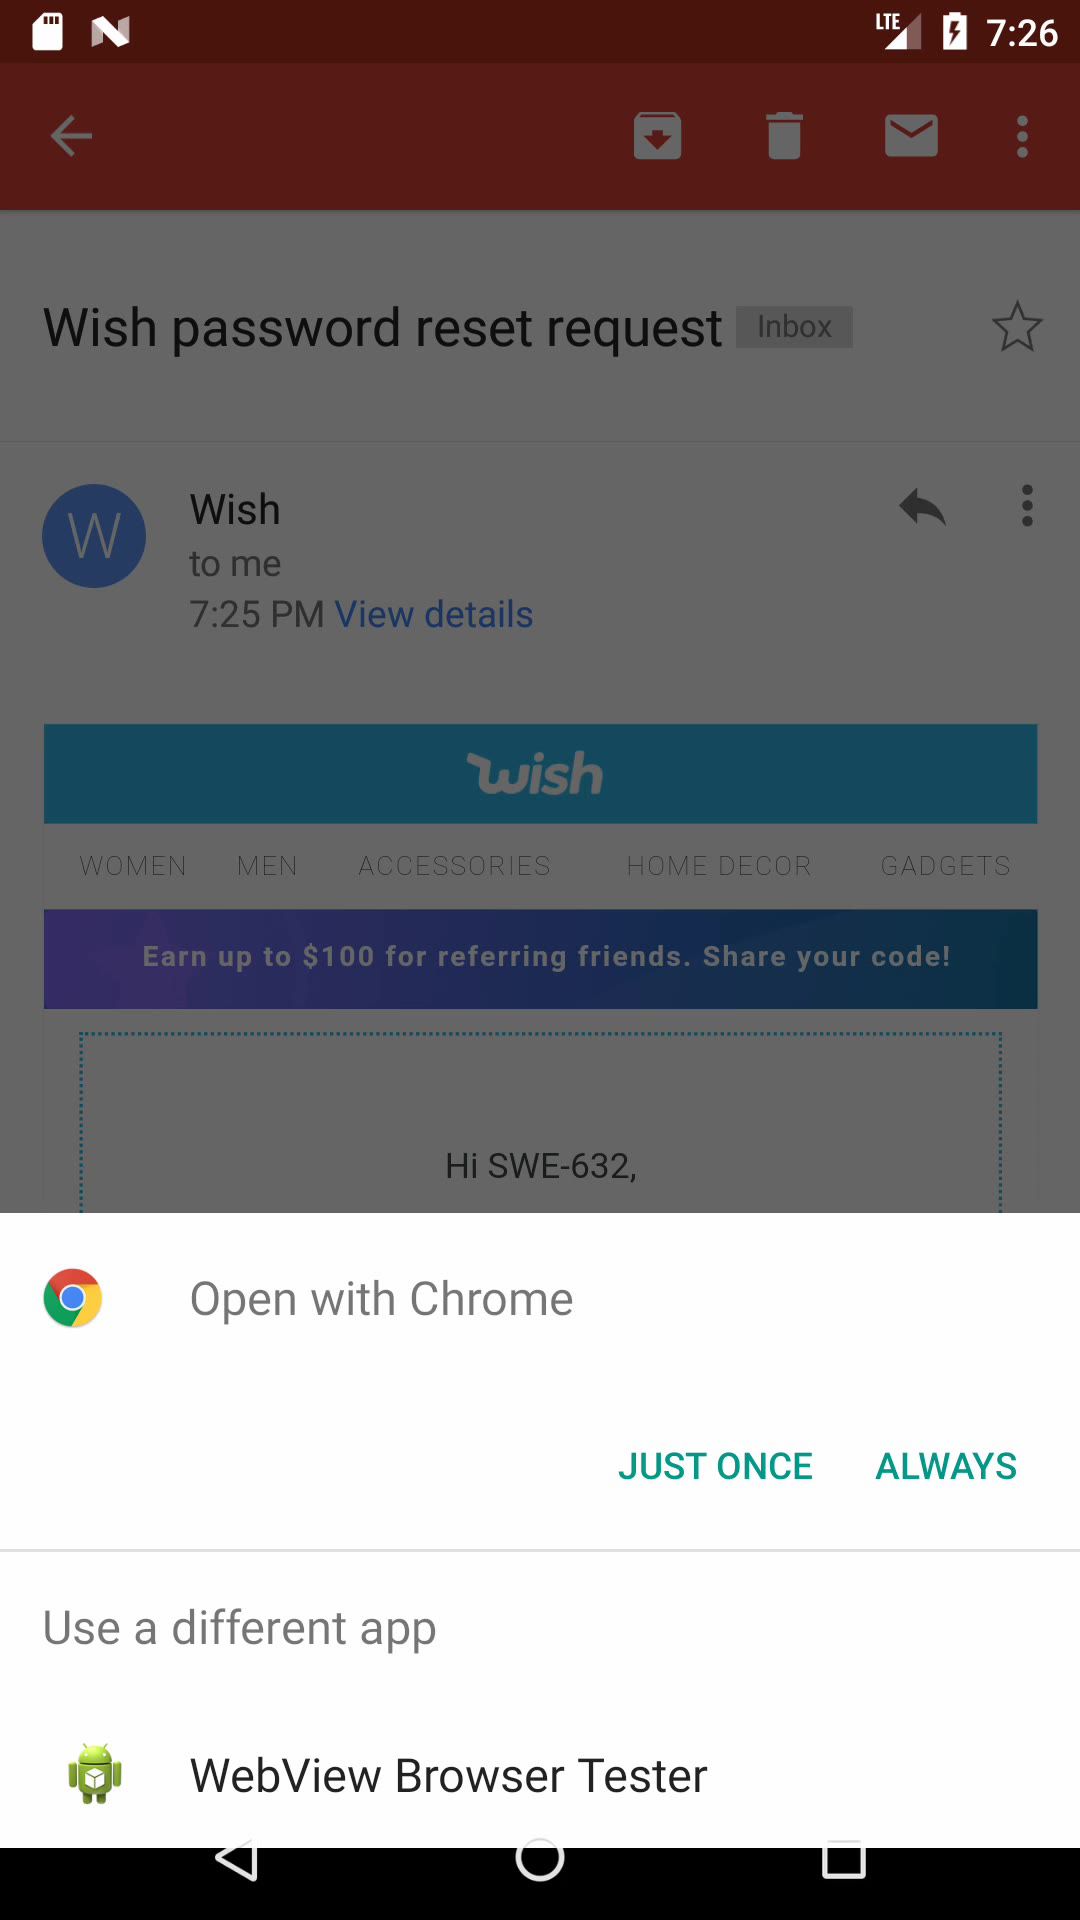 LTE 7:26
Wish password reset request Inbox
W
Wish
to me
7:25 PM View details
wish
WOMEN MEN ACCESSORIES HOME DECOR GADGETS
Earn up to $100 for referring friends. Share your code!
Hi SWE-632,
Open with Chrome
JUST ONCE ALWAYS
Use a different app
WebView Browser Tester